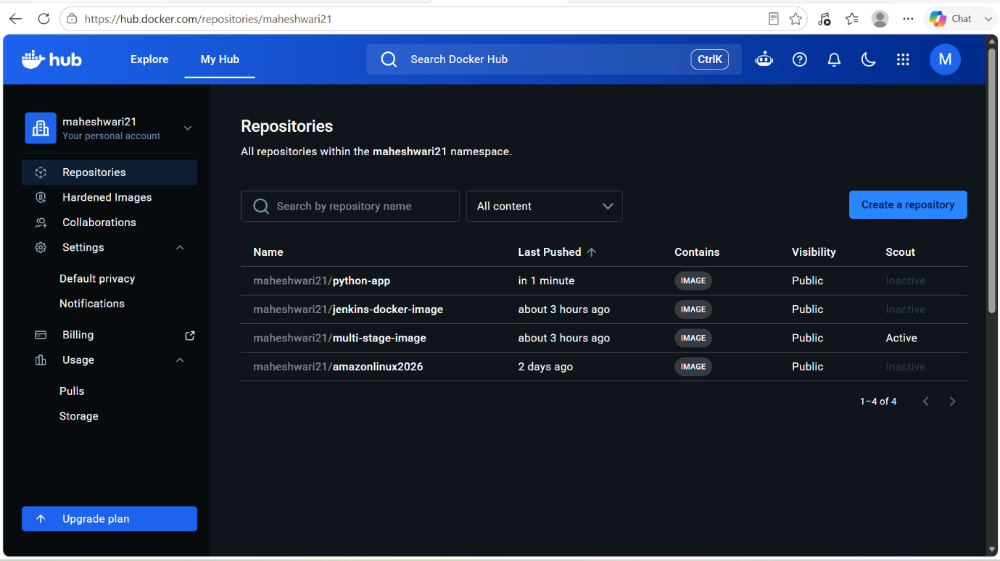 https://hub.docker.com/repositories/maheshwari21
Chat
hub
Explore
My Hub
Search Docker Hub
CtrlK
M
maheshwari21
Your personal account
Repositories
Hardened Images
Collaborations
Settings
Default privacy
Notifications
Billing
Usage
Pulls
Storage
Upgrade plan
Repositories
All repositories within the maheshwari21 namespace.
Search by repository name
All content
Create a repository
Name Last Pushed Contains Visibility Scout
maheshwari21/python-app in 1 minute IMAGE Public Inactive
maheshwari21/jenkins-docker-image about 3 hours ago IMAGE Public Inactive
maheshwari21/multi-stage-image about 3 hours ago IMAGE Public Active
maheshwari21/amazonlinux2026 2 days ago IMAGE Public Inactive
1–4 of 4